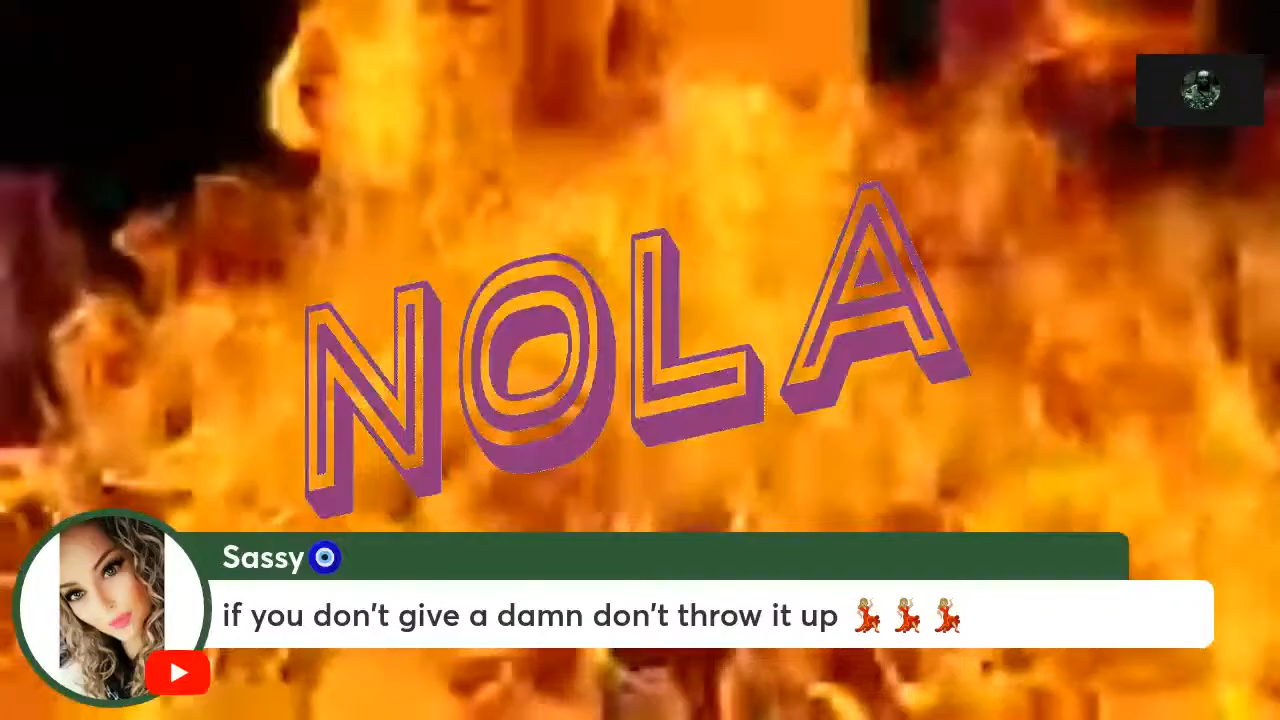 NOLA
Sassy🧿
if you don't give a damn don't throw it up 💃💃💃